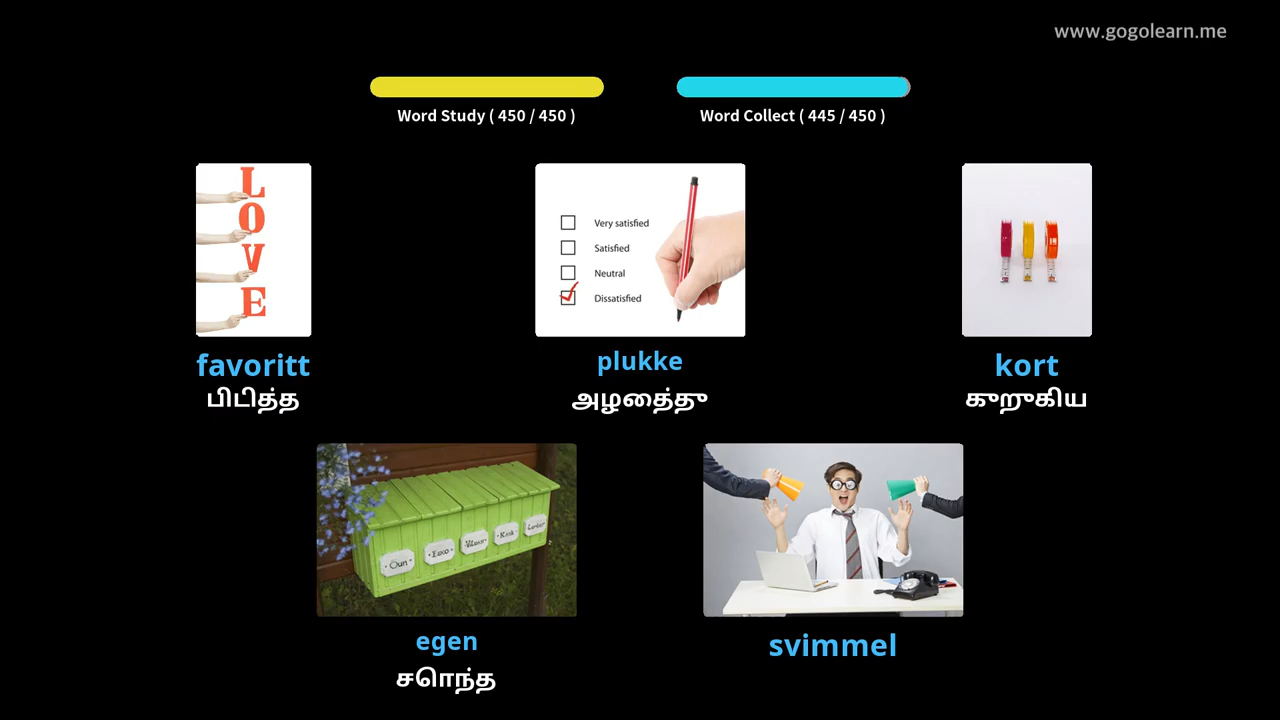 www.gogolearn.me
Word Study ( 450 / 450 )
Word Collect ( 445 / 450 )
L
O
V
E
Very satisfied
Satisfied
Neutral
Dissatisfied
favoritt
பிடித்த
plukke
அழைத்து
kort
குறுகிய
egen
சொந்த
svimmel